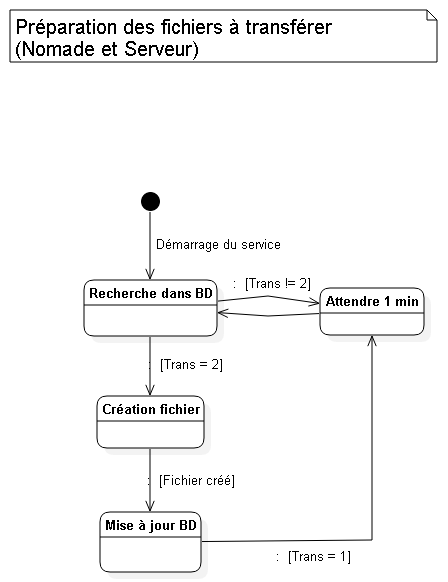 Préparation des fichiers à transférer
(Nomade et Serveur)
Démarrage du service
Recherche dans BD
: [Trans != 2]
Attendre 1 min
: [Trans = 2]
Création fichier
: [Fichier créé]
Mise à jour BD
: [Trans = 1]